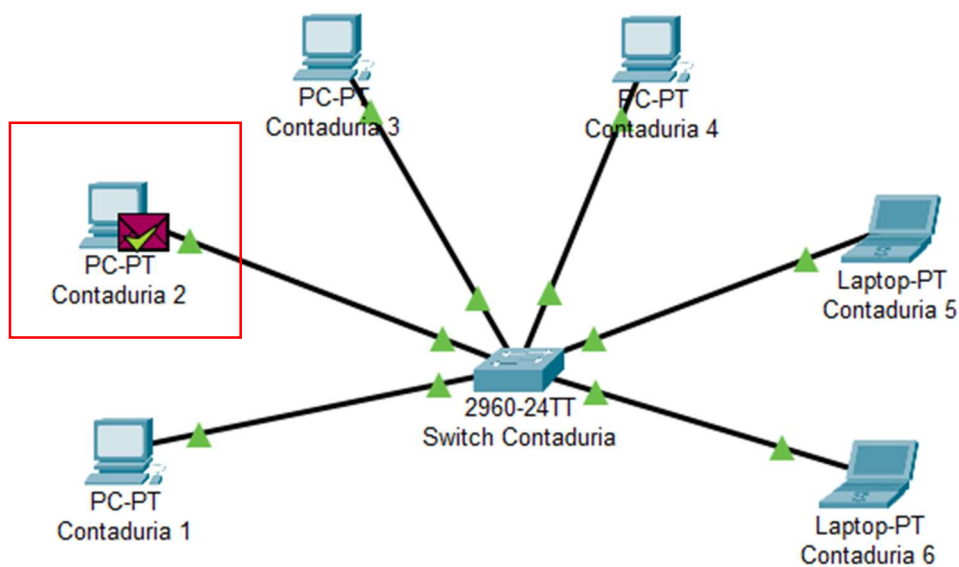 PC-PT
Contaduria 3
PC-PT
Contaduria 4
PC-PT
Contaduria 2
Laptop-PT
Contaduria 5
2960-24TT
Switch Contaduria
PC-PT
Contaduria 1
Laptop-PT
Contaduria 6